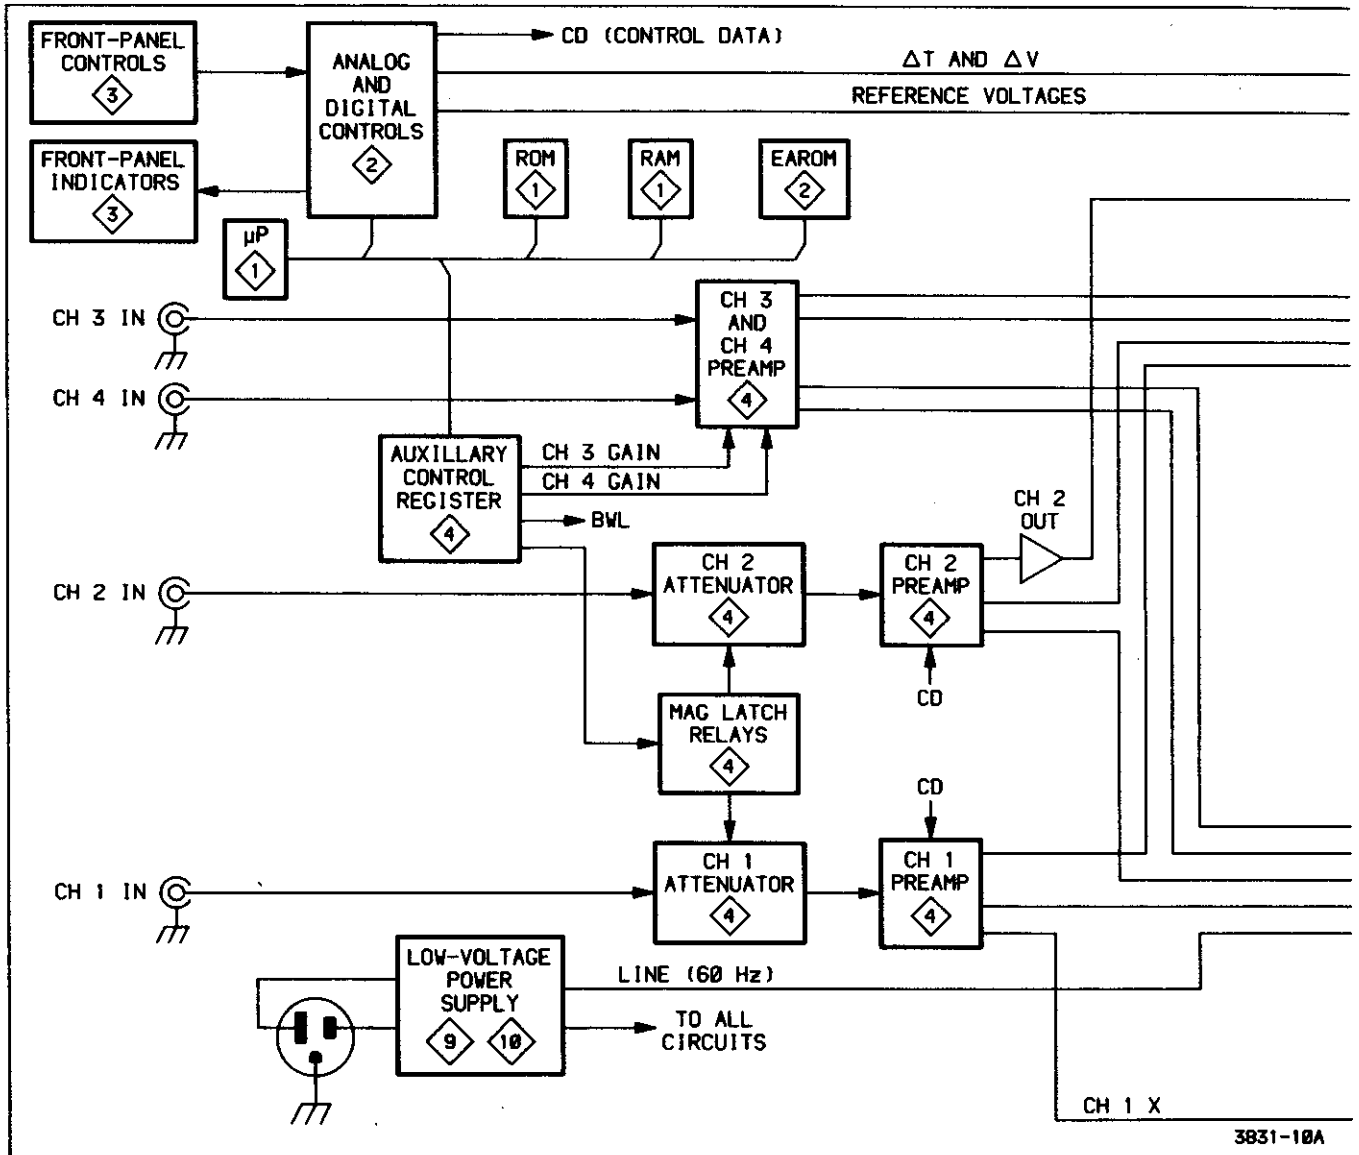 FRONT-PANEL
CONTROLS
3
ANALOG
AND
DIGITAL
CONTROLS
2
CD (CONTROL DATA)
ΔT AND ΔV
REFERENCE VOLTAGES
FRONT-PANEL
INDICATORS
3
ROM
1
RAM
1
EAROM
2
µP
1
CH 3 IN
CH 3
AND
CH 4
PREAMP
4
CH 4 IN
AUXILLARY
CONTROL
REGISTER
4
CH 3 GAIN
CH 4 GAIN
BWL
CH 2
OUT
CH 2 IN
CH 2
ATTENUATOR
4
CH 2
PREAMP
4
CD
MAG LATCH
RELAYS
4
CD
CH 1 IN
CH 1
ATTENUATOR
4
CH 1
PREAMP
4
LOW-VOLTAGE
POWER
SUPPLY
9 10
LINE (60 Hz)
TO ALL
CIRCUITS
CH 1 X
3831-10A